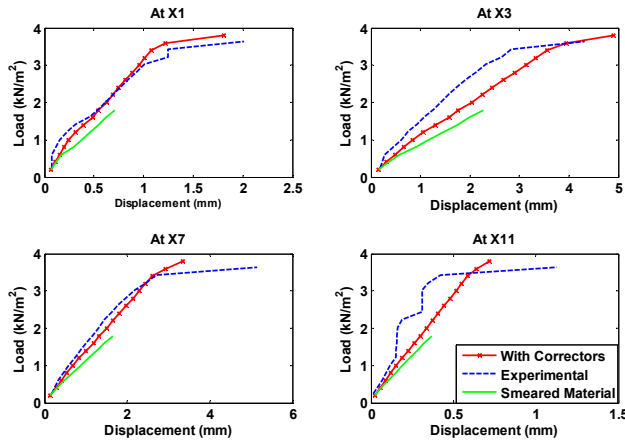 At X1
Load (kN/m²)
4
3
2
1
0
0 0.5 1 1.5 2 2.5
Displacement (mm)
At X3
Load (kN/m²)
4
3
2
1
0
0 1 2 3 4 5
Displacement (mm)
At X7
Load (kN/m²)
4
3
2
1
0
0 2 4 6
Displacement (mm)
At X11
Load (kN/m²)
4
3
2
1
0
0 0.5 1 1.5
Displacement (mm)
With Correctors
Experimental
Smeared Material